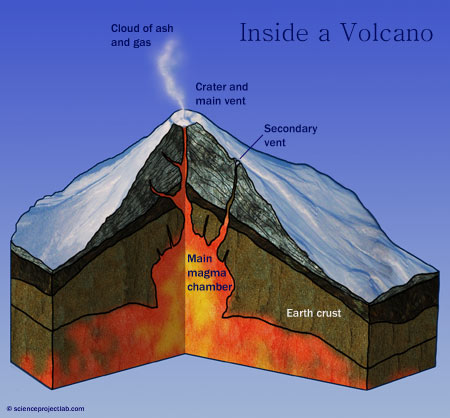 Inside a Volcano
Cloud of ash
and gas
Crater and
main vent
Secondary
vent
Main
magma
chamber
Earth crust
© scienceprojectlab.com